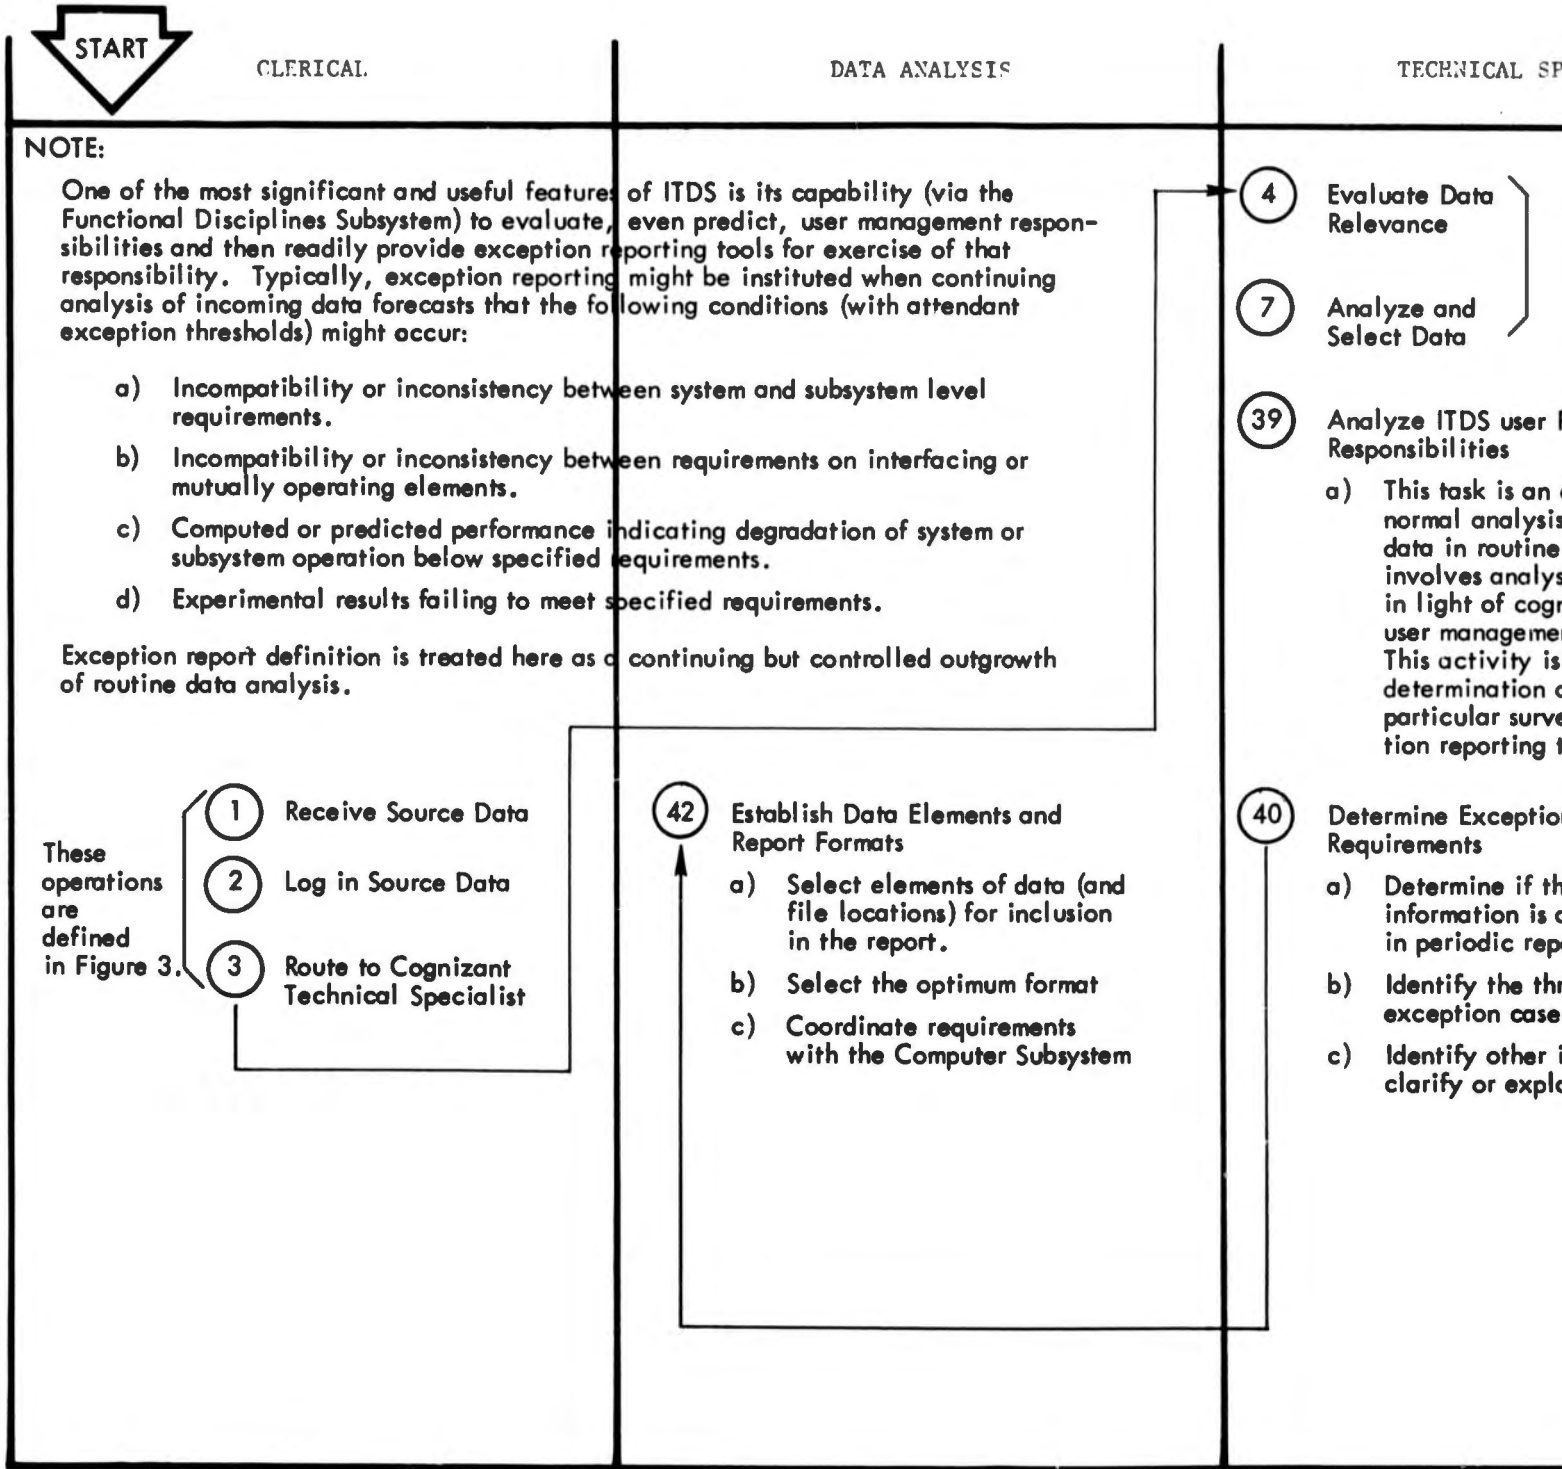 START
CLERICAL
DATA ANALYSIS
TECHNICAL SP
NOTE:
One of the most significant and useful features of ITDS is its capability (via the
Functional Disciplines Subsystem) to evaluate, even predict, user management respon-
sibilities and then readily provide exception reporting tools for exercise of that
responsibility. Typically, exception reporting might be instituted when continuing
analysis of incoming data forecasts that the following conditions (with attendant
exception thresholds) might occur:
a) Incompatibility or inconsistency between system and subsystem level
requirements.
b) Incompatibility or inconsistency between requirements on interfacing or
mutually operating elements.
c) Computed or predicted performance indicating degradation of system or
subsystem operation below specified requirements.
d) Experimental results failing to meet specified requirements.
Exception report definition is treated here as a continuing but controlled outgrowth
of routine data analysis.
These
operations
are
defined
in Figure 3.
1 Receive Source Data
2 Log in Source Data
3 Route to Cognizant
Technical Specialist
42 Establish Data Elements and
Report Formats
a) Select elements of data (and
file locations) for inclusion
in the report.
b) Select the optimum format
c) Coordinate requirements
with the Computer Subsystem
4 Evaluate Data
Relevance
7 Analyze and
Select Data
39 Analyze ITDS user
Responsibilities
a) This task is an
normal analysis
data in routine
involves analys
in light of cogn
user managemen
This activity is
determination
particular surve
tion reporting t
40 Determine Exception
Requirements
a) Determine if th
information is
in periodic rep
b) Identify the thr
exception case
c) Identify other i
clarify or expla